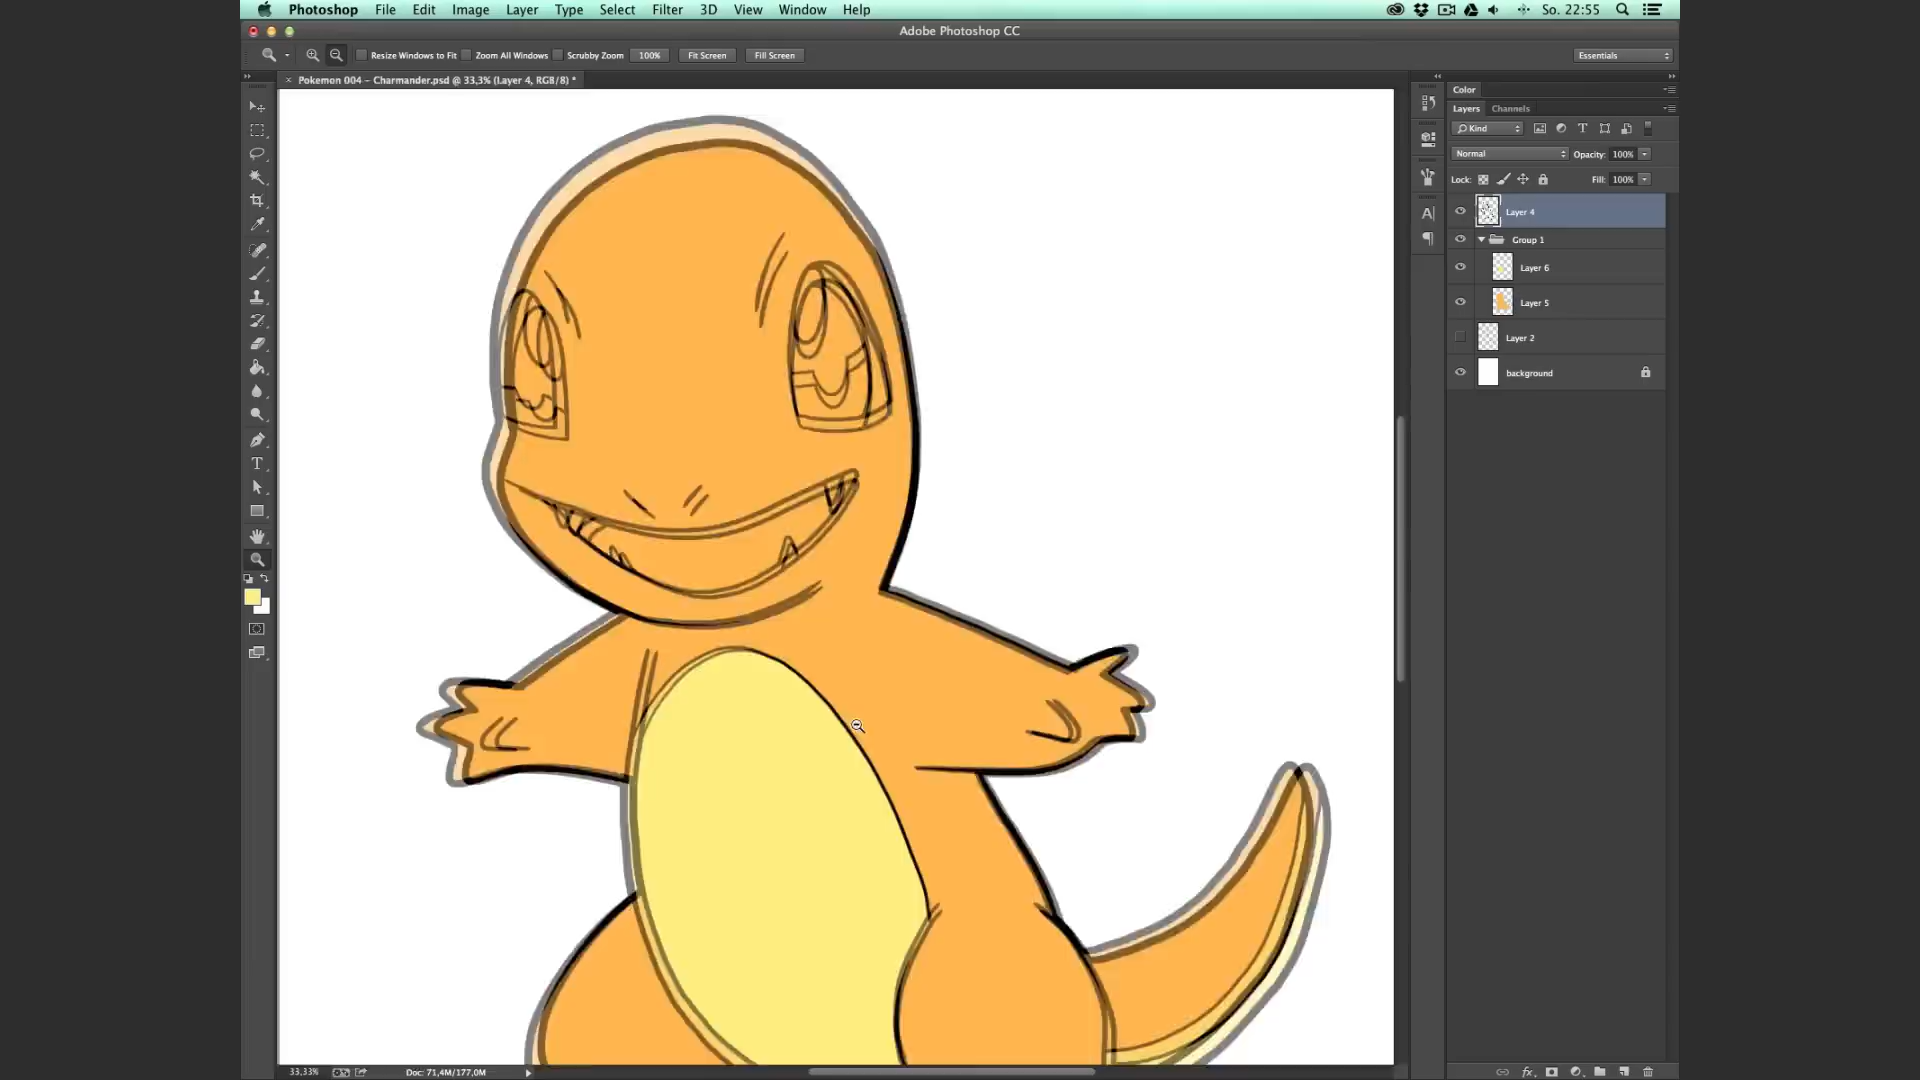 Photoshop File Edit Image Layer Type Select Filter 3D View Window Help So. 22:55
Adobe Photoshop CC
Resize Windows to Fit Zoom All Windows Scrubby Zoom 100% Fit Screen Fill Screen Essentials
× Pokemon 004 – Charmander.psd @ 33,3% (Layer 4, RGB/8) *
Color
Layers Channels
Kind
Normal Opacity: 100%
Lock: Fill: 100%
Layer 4
Group 1
Layer 6
Layer 5
Layer 2
background
33,33% Doc: 71,4M/177,0M